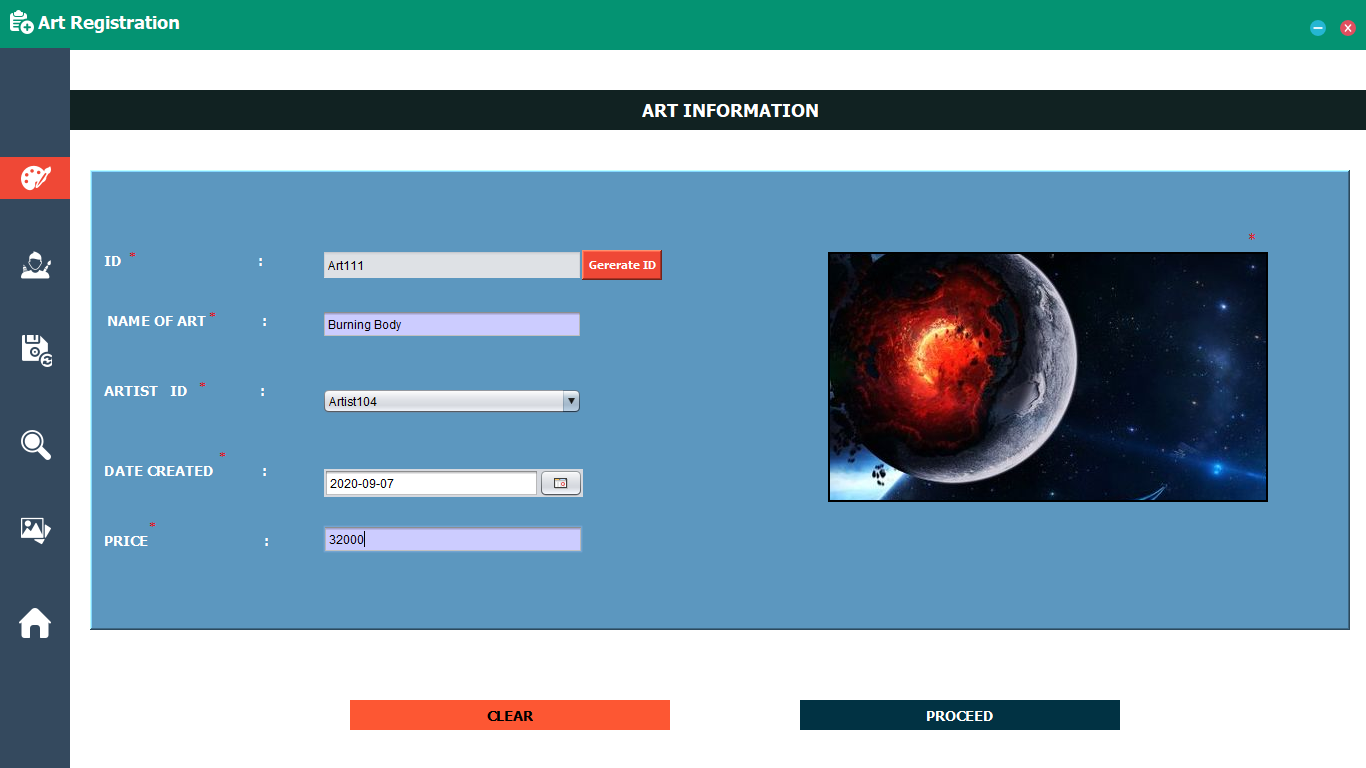 Art Registration
ART INFORMATION
*
ID * : Art111 Gererate ID
NAME OF ART * : Burning Body
ARTIST ID * : Artist104
DATE CREATED * : 2020-09-07
PRICE * : 32000
CLEAR PROCEED